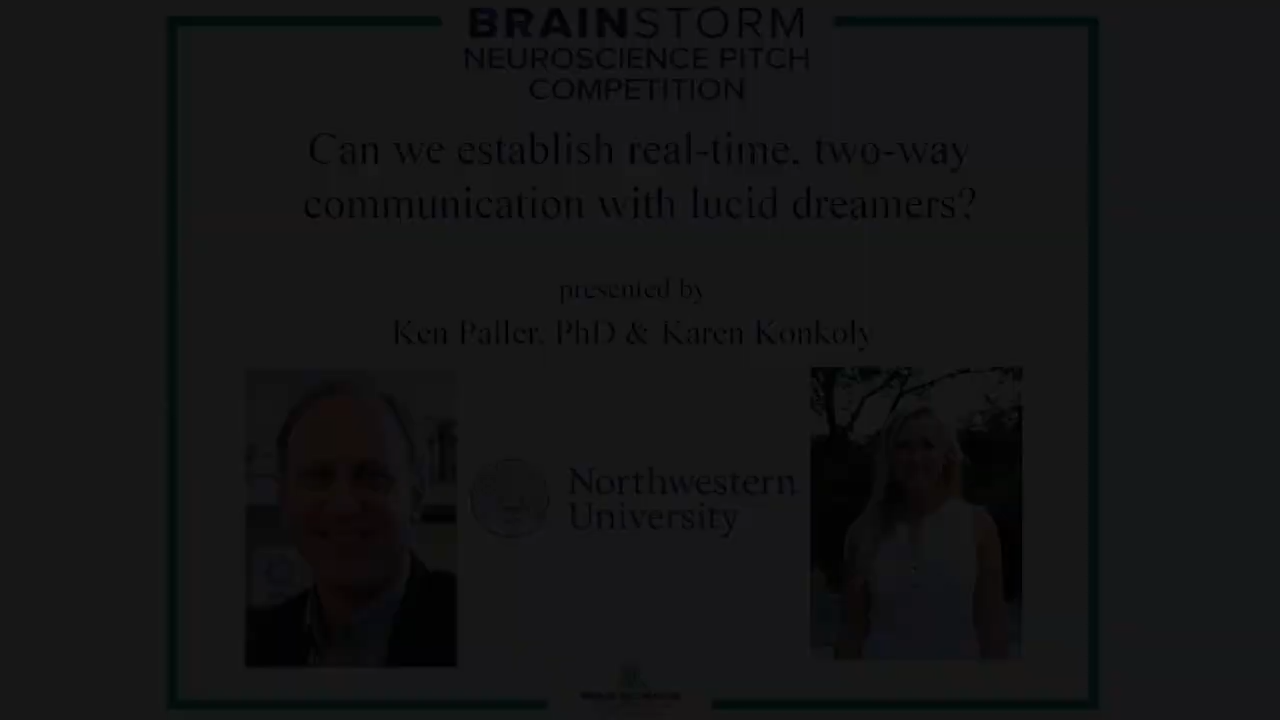 BRAINSTORM
NEUROSCIENCE PITCH
COMPETITION
Can we establish real-time, two-way
communication with lucid dreamers?
presented by
Ken Paller, PhD & Karen Konkoly
Northwestern
University